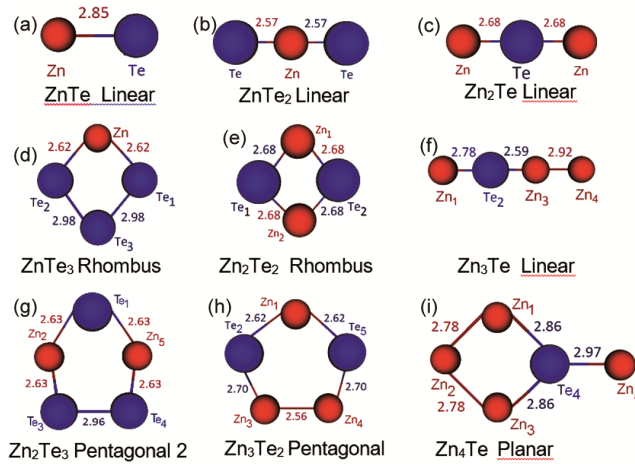 (a) 2.85
Zn Te
ZnTe Linear
(b) 2.57 2.57
Te Zn Te
ZnTe2 Linear
(c) 2.68 2.68
Zn Te Zn
Zn2Te Linear
(d) Zn
2.62 2.62
Te2 Te1
2.98 2.98
Te3
ZnTe3 Rhombus
(e) Zn1
2.68 2.68
Te1 Te2
2.68 2.68
Zn2
Zn2Te2 Rhombus
(f) 2.78 2.59 2.92
Zn1 Te2 Zn3 Zn4
Zn3Te Linear
(g) Te1
2.63 2.63
Zn2 Zn5
2.63 2.63
Te3 2.96 Te4
Zn2Te3 Pentagonal 2
(h) Zn1
Te2 2.62 2.62 Te5
2.70 2.70
Zn3 2.56 Zn4
Zn3Te2 Pentagonal
(i) Zn1
2.78 2.86
2.97
Zn2 Te4 Zn
2.78 2.86
Zn3
Zn4Te Planar